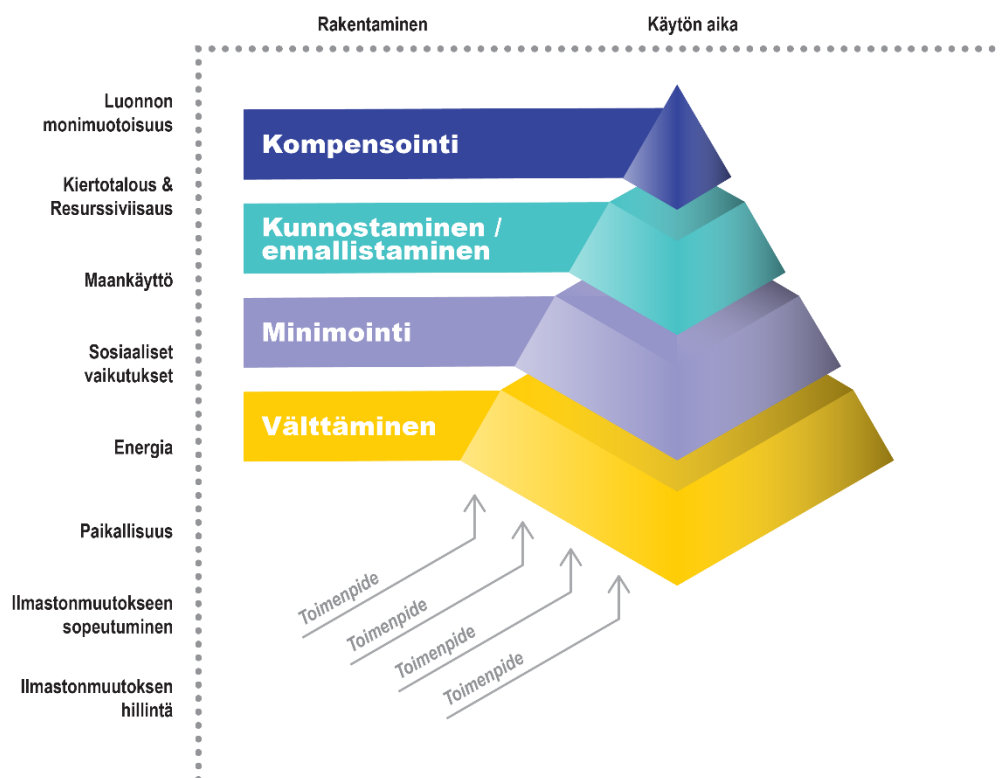 Rakentaminen
Käytön aika
Luonnon
monimuotoisuus
Kiertotalous &
Resurssiviisaus
Maankäyttö
Sosiaaliset
vaikutukset
Energia
Paikallisuus
Ilmastonmuutokseen
sopeutuminen
Ilmastonmuutoksen
hillintä
Kompensointi
Kunnostaminen /
ennallistaminen
Minimointi
Välttäminen
Toimenpide
Toimenpide
Toimenpide
Toimenpide